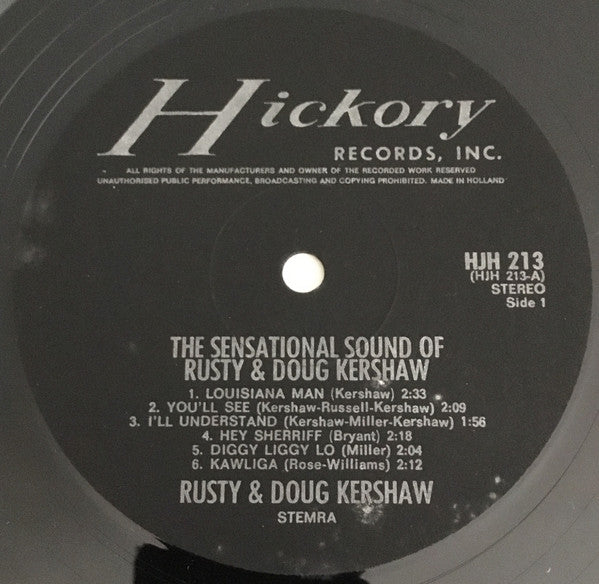 Hickory
RECORDS, INC.
ALL RIGHTS OF THE MANUFACTURERS AND OWNER OF THE RECORDED WORK RESERVED
UNAUTHORISED PUBLIC PERFORMANCE, BROADCASTING AND COPYING PROHIBITED. MADE IN HOLLAND
HJH 213
(HJH 213-A)
STEREO
Side 1
THE SENSATIONAL SOUND OF
RUSTY & DOUG KERSHAW
1. LOUISIANA MAN (Kershaw) 2:33
2. YOU'LL SEE (Kershaw-Russell-Kershaw) 2:09
3. I'LL UNDERSTAND (Kershaw-Miller-Kershaw) 1:56
4. HEY SHERRIFF (Bryant) 2:18
5. DIGGY LIGGY LO (Miller) 2:04
6. KAWLIGA (Rose-Williams) 2:12
RUSTY & DOUG KERSHAW
STEMRA